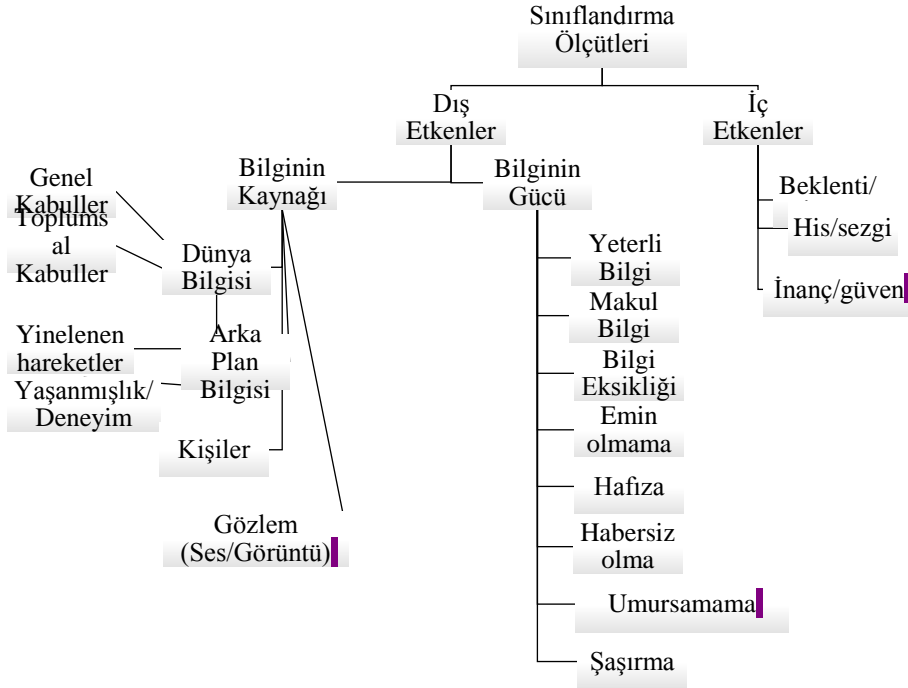 Sınıflandırma
Ölçütleri
Dış
Etkenler
İç
Etkenler
Bilginin
Kaynağı
Bilginin
Gücü
Genel
Kabuller
Toplums
al
Kabuller
Dünya
Bilgisi
Yinelenen
hareketler
Arka
Plan
Bilgisi
Yaşanmışlık/
Deneyim
Kişiler
Gözlem
(Ses/Görüntü)
Yeterli
Bilgi
Makul
Bilgi
Bilgi
Eksikliği
Emin
olmama
Hafıza
Habersiz
olma
Umursamama
Şaşırma
Beklenti/
His/sezgi
İnanç/güven